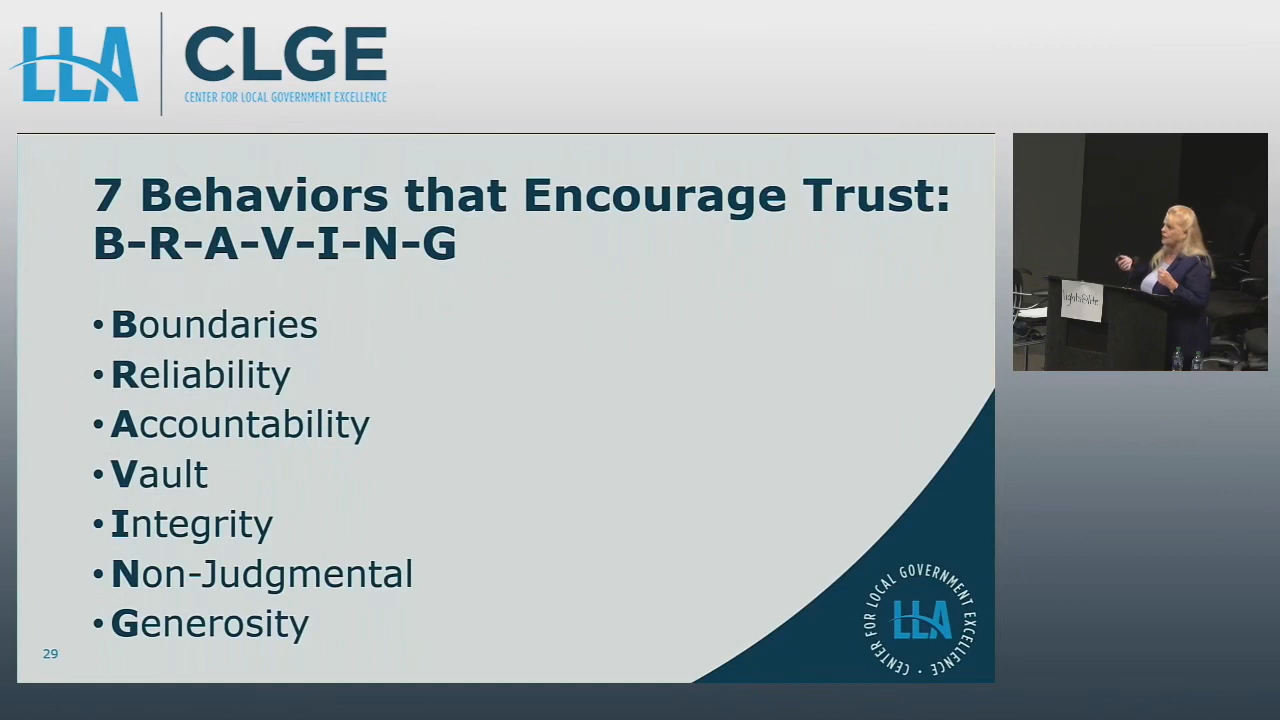 LLA
CLGE
CENTER FOR LOCAL GOVERNMENT EXCELLENCE
7 Behaviors that Encourage Trust:
B-R-A-V-I-N-G
• Boundaries
• Reliability
• Accountability
• Vault
• Integrity
• Non-Judgmental
• Generosity
29
CENTER FOR LOCAL GOVERNMENT EXCELLENCE
LLA